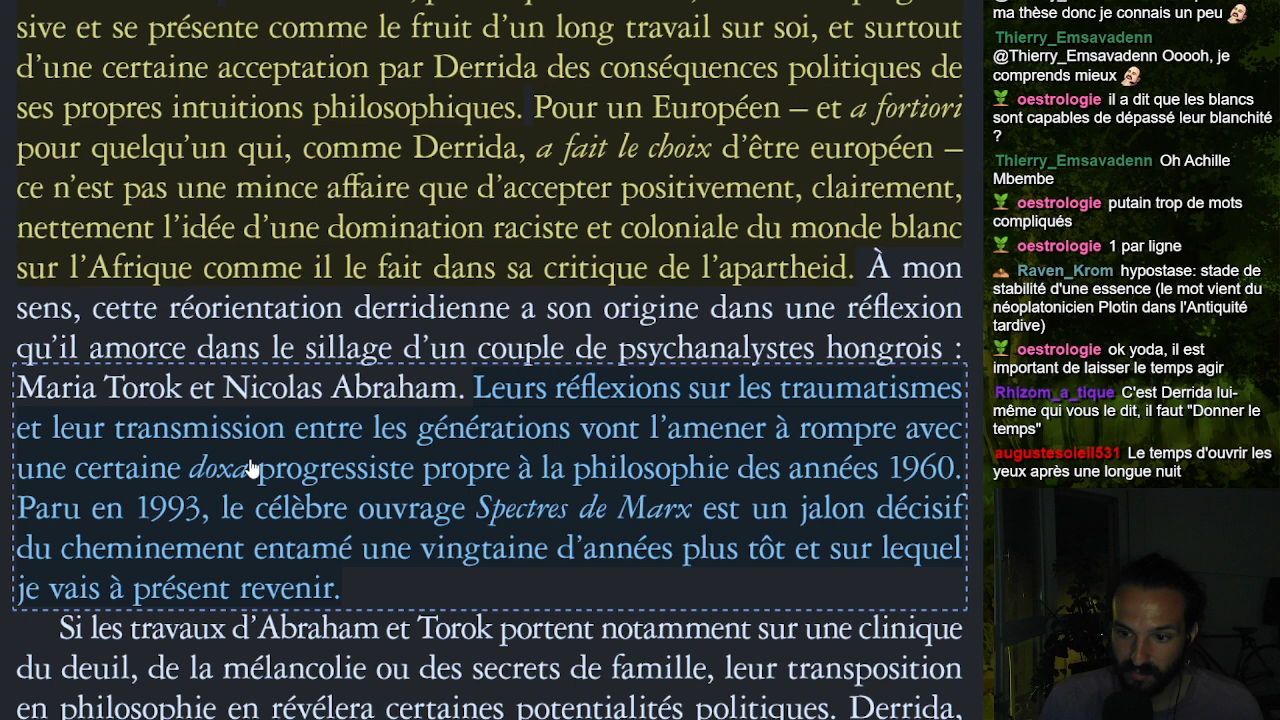 sive et se présente comme le fruit d'un long travail sur soi, et surtout
d'une certaine acceptation par Derrida des conséquences politiques de
ses propres intuitions philosophiques. Pour un Européen – et a fortiori
pour quelqu'un qui, comme Derrida, a fait le choix d'être européen –
ce n'est pas une mince affaire que d'accepter positivement, clairement,
nettement l'idée d'une domination raciste et coloniale du monde blanc
sur l'Afrique comme il le fait dans sa critique de l'apartheid. À mon
sens, cette réorientation derridienne a son origine dans une réflexion
qu'il amorce dans le sillage d'un couple de psychanalystes hongrois :
Maria Torok et Nicolas Abraham. Leurs réflexions sur les traumatismes
et leur transmission entre les générations vont l'amener à rompre avec
une certaine doxa progressiste propre à la philosophie des années 1960.
Paru en 1993, le célèbre ouvrage Spectres de Marx est un jalon décisif
du cheminement entamé une vingtaine d'années plus tôt et sur lequel
je vais à présent revenir.
Si les travaux d'Abraham et Torok portent notamment sur une clinique
du deuil, de la mélancolie ou des secrets de famille, leur transposition
en philosophie en révélera certaines potentialités politiques. Derrida,
ma thèse donc je connais un peu
Thierry_Emsavadenn
@Thierry_Emsavadenn Ooooh, je
comprends mieux
oestrologie il a dit que les blancs
sont capables de dépassé leur blanchité
?
Thierry_Emsavadenn Oh Achille
Mbembe
oestrologie putain trop de mots
compliqués
oestrologie 1 par ligne
Raven_Krom hypostase: stade de
stabilité d'une essence (le mot vient du
néoplatonicien Plotin dans l'Antiquité
tardive)
oestrologie ok yoda, il est
important de laisser le temps agir
Rhizom_a_tique C'est Derrida lui-
même qui vous le dit, il faut "Donner le
temps"
augustesoleil531 Le temps d'ouvrir les
yeux après une longue nuit